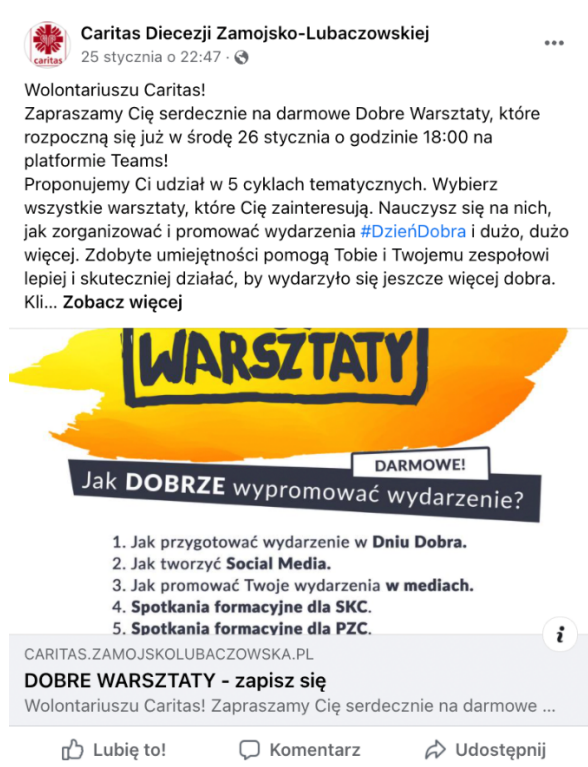 Caritas Diecezji Zamojsko-Lubaczowskiej
25 stycznia o 22:47 ·
caritas
Wolontariuszu Caritas!
Zapraszamy Cię serdecznie na darmowe Dobre Warsztaty, które
rozpoczną się już w środę 26 stycznia o godzinie 18:00 na
platformie Teams!
Proponujemy Ci udział w 5 cyklach tematycznych. Wybierz
wszystkie warsztaty, które Cię zainteresują. Nauczysz się na nich,
jak zorganizować i promować wydarzenia #DzieńDobra i dużo, dużo
więcej. Zdobyte umiejętności pomogą Tobie i Twojemu zespołowi
lepiej i skuteczniej działać, by wydarzyło się jeszcze więcej dobra.
Kli... Zobacz więcej
WARSZTATY
DARMOWE!
Jak DOBRZE wypromować wydarzenie?
1. Jak przygotować wydarzenie w Dniu Dobra.
2. Jak tworzyć Social Media.
3. Jak promować Twoje wydarzenia w mediach.
4. Spotkania formacyjne dla SKC.
5. Spotkania formacyjne dla PZC.
CARITAS.ZAMOJSKOLUBACZOWSKA.PL
DOBRE WARSZTATY - zapisz się
Wolontariuszu Caritas! Zapraszamy Cię serdecznie na darmowe ...
Lubię to! Komentarz Udostępnij